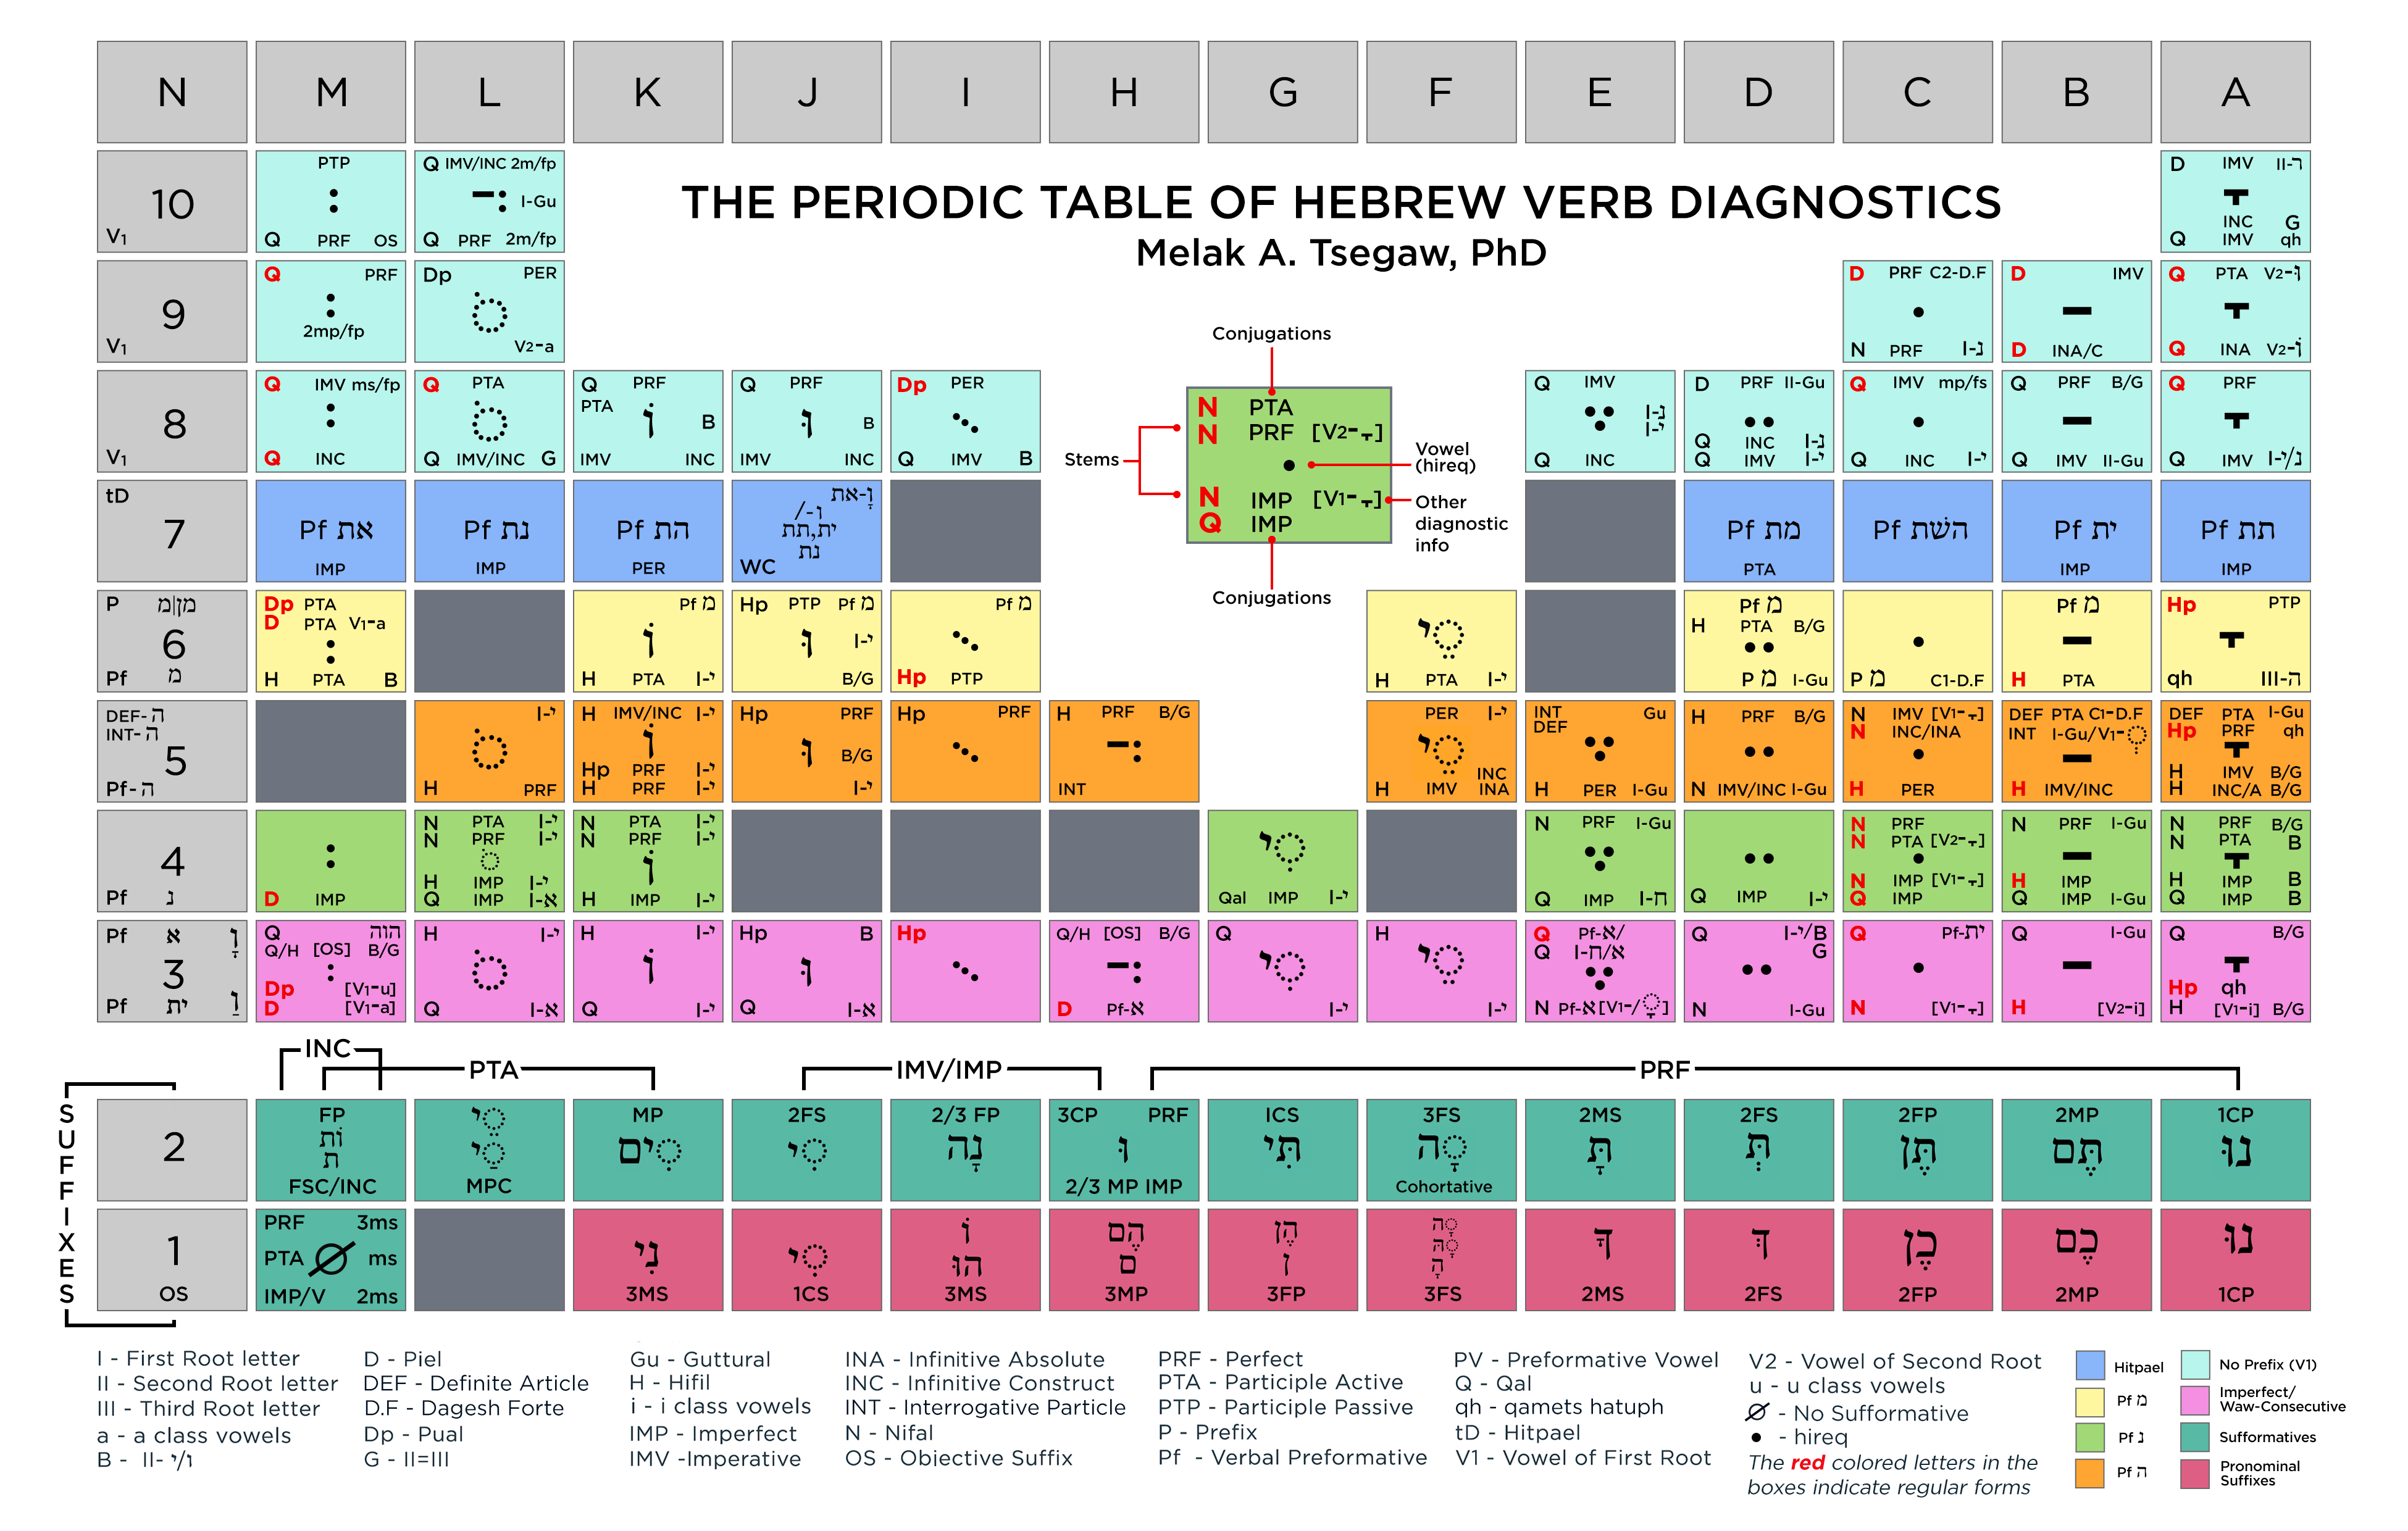 N M L K J I H G F E D C B A
THE PERIODIC TABLE OF HEBREW VERB DIAGNOSTICS
Melak A. Tsegaw, PhD
10
V1
PTP
Q PRF OS
Q IMV/INC 2m/fp
I-Gu
Q PRF 2m/fp
D IMV II-ר
INC G
Q IMV qh
9
V1
Q PRF
2mp/fp
Dp PER
V2-a
D PRF C2-D.F
N PRF I-נ
D IMV
D INA/C
Q PTA V2-וּ
Q INA V2-וֹ
Conjugations
N PTA
N PRF [V2-ָ]
N IMP [V1-ָ]
Q IMP
Stems
Vowel
(hireq)
Other
diagnostic
info
Conjugations
8
V1
Q IMV ms/fp
Q INC
Q PTA
Q IMV/INC G
Q PRF
PTA
וֹ B
IMV INC
Q PRF
וּ B
IMV INC
Dp PER
Q IMV B
Q IMV
I-נ
I-י
Q INC
D PRF II-Gu
Q INC I-נ
Q IMV I-י
Q IMV mp/fs
Q INC I-י
Q PRF B/G
Q IMV II-Gu
Q PRF
Q IMV I-י/נ
tD
7
Pf את
IMP
Pf נת
IMP
Pf הת
PER
וָ-את
ו-/
ית,תת
נת
WC
Pf מת
PTA
Pf השׁת
Pf ית
IMP
Pf תת
IMP
P מ|מן
6
Pf מ
Dp PTA
D PTA V1-a
H PTA B
Pf מ
וֹ
H PTA I-י
Hp PTP Pf מ
וּ I-י
B/G
Pf מ
Hp PTP
H PTA I-י
Pf מ
H PTA B/G
P מ I-Gu
P מ C1-D.F
Pf מ
H PTA
Hp PTP
qh III-ה
DEF-ה
INT-ה
5
Pf-ה
I-י
H PRF
H IMV/INC I-י
וֹ
Hp PRF I-י
H PRF I-י
Hp PRF
וּ B/G
I-י
Hp PRF
H PRF B/G
INT
PER I-י
INC
H IMV INA
INT Gu
DEF
H PER I-Gu
H PRF B/G
N IMV/INC I-Gu
N IMV [V1-ָ]
N INC/INA
H PER
DEF PTA C1-D.F
INT I-Gu/V1-ִ
H IMV/INC
DEF PTA I-Gu
Hp PRF qh
H IMV B/G
H INC/A B/G
4
Pf נ
D IMP
N PTA I-י
N PRF I-י
H IMP I-י
Q IMP I-א
N PTA I-י
N PRF I-י
וֹ
H IMP I-י
Qal IMP I-י
N PRF I-Gu
Q IMP I-ח
Q IMP I-י
N PRF
N PTA [V2-ָ]
N IMP [V1-ָ]
Q IMP
N PRF I-Gu
H IMP
Q IMP I-Gu
N PRF B/G
N PTA B
H IMP B
Q IMP B
Pf א וָ
3
Pf ית וַ
Q הוה
Q/H [OS] B/G
Dp [V1-u]
D [V1-a]
H I-י
Q I-א
H I-י
וֹ
Q I-י
Hp B
וּ
Q I-א
Hp
Q/H [OS] B/G
D Pf-א
Q
I-י
H
I-י
Q Pf-א/
Q I-ח/א
N Pf-א[V1-/ָ]
Q I-י/B
G
N I-Gu
Q Pf-ית
N [V1-ָ]
Q I-Gu
H [V2-i]
Q B/G
Hp qh
H [V1-i] B/G
INC PTA IMV/IMP PRF
SUFFIXES
2
FP
וֹת
ת
FSC/INC
ֵי
ַי
MPC
MP
ִים
2FS
ִי
2/3 FP
נָה
3CP PRF
וּ
2/3 MP IMP
ICS
תִּי
3FS
ָה
Cohortative
2MS
תָּ
2FS
תְּ
2FP
תֶּן
2MP
תֶּם
1CP
נוּ
1
OS
PRF 3ms
PTA Ø ms
IMP/V 2ms
נִי
3MS
ִי
1CS
וֹ
הוּ
3MS
הֶם
ם
3MP
הֶן
ן
3FP
ָה
ָהּ
הָ
3FS
ךָ
2MS
ךְ
2FS
כֶן
2FP
כֶם
2MP
נוּ
1CP
I - First Root letter
II - Second Root letter
III - Third Root letter
a - a class vowels
B - II- ו/י
D - Piel
DEF - Definite Article
D.F - Dagesh Forte
Dp - Pual
G - II=III
Gu - Guttural
H - Hifil
i - i class vowels
IMP - Imperfect
IMV -Imperative
INA - Infinitive Absolute
INC - Infinitive Construct
INT - Interrogative Particle
N - Nifal
OS - Objective Suffix
PRF - Perfect
PTA - Participle Active
PTP - Participle Passive
P - Prefix
Pf - Verbal Preformative
PV - Preformative Vowel
Q - Qal
qh - qamets hatuph
tD - Hitpael
V1 - Vowel of First Root
V2 - Vowel of Second Root
u - u class vowels
Ø - No Sufformative
• - hireq
The red colored letters in the
boxes indicate regular forms
Hitpael
Pf מ
Pf נ
Pf ה
No Prefix (V1)
Imperfect/
Waw-Consecutive
Sufformatives
Pronominal
Suffixes